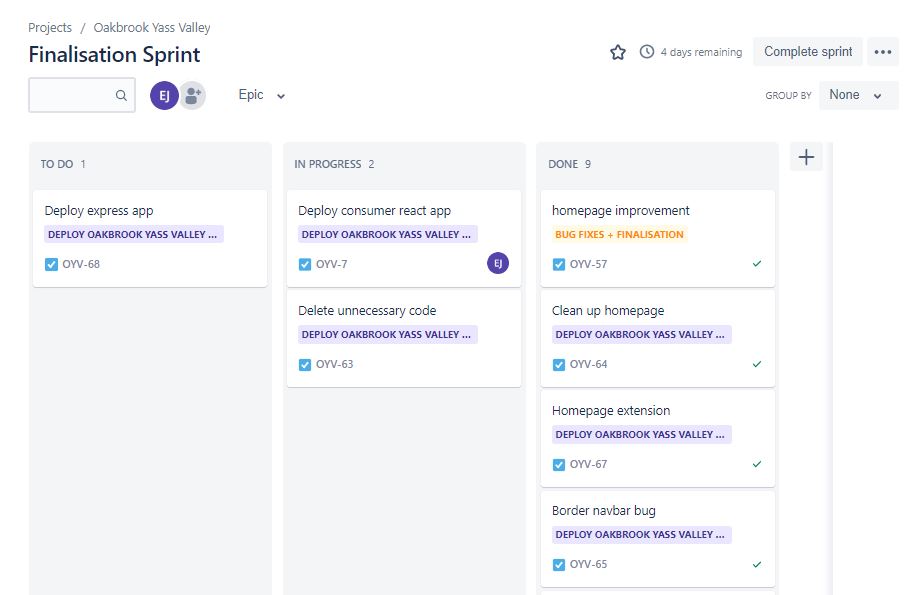 Projects / Oakbrook Yass Valley
Finalisation Sprint
4 days remaining
Complete sprint
EJ
Epic
GROUP BY None
TO DO 1
Deploy express app
DEPLOY OAKBROOK YASS VALLEY ...
OYV-68
IN PROGRESS 2
Deploy consumer react app
DEPLOY OAKBROOK YASS VALLEY ...
OYV-7
EJ
Delete unnecessary code
DEPLOY OAKBROOK YASS VALLEY ...
OYV-63
DONE 9
homepage improvement
BUG FIXES + FINALISATION
OYV-57
Clean up homepage
DEPLOY OAKBROOK YASS VALLEY ...
OYV-64
Homepage extension
DEPLOY OAKBROOK YASS VALLEY ...
OYV-67
Border navbar bug
DEPLOY OAKBROOK YASS VALLEY ...
OYV-65